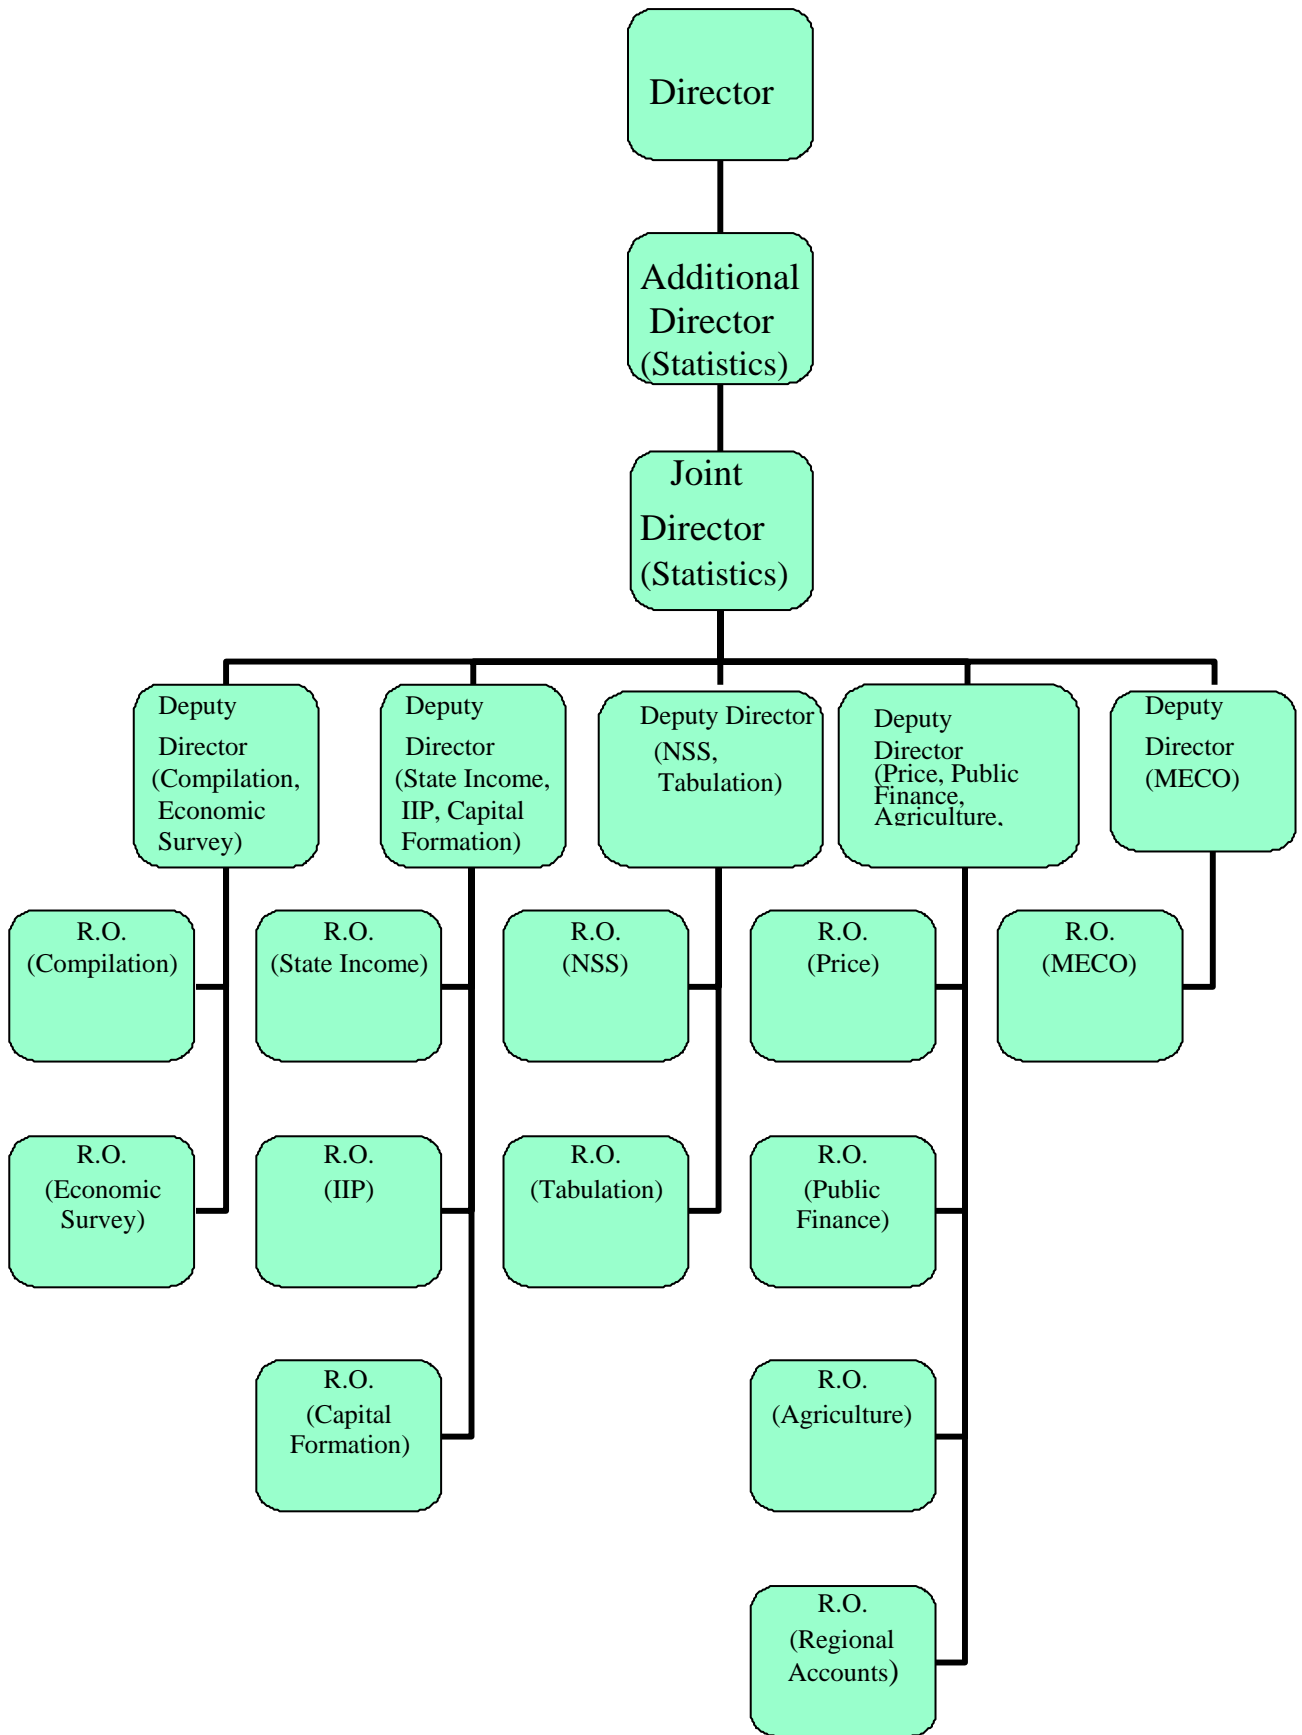 Director
Additional
Director
(Statistics)
Joint
Director
(Statistics)
Deputy
Director
(Compilation,
Economic
Survey)
Deputy
Director
(State Income,
IIP, Capital
Formation)
Deputy Director
(NSS,
Tabulation)
Deputy
Director
(Price, Public
Finance,
Agriculture,
Deputy
Director
(MECO)
R.O.
(Compilation)
R.O.
(State Income)
R.O.
(NSS)
R.O.
(Price)
R.O.
(MECO)
R.O.
(Economic
Survey)
R.O.
(IIP)
R.O.
(Tabulation)
R.O.
(Public
Finance)
R.O.
(Capital
Formation)
R.O.
(Agriculture)
R.O.
(Regional
Accounts)